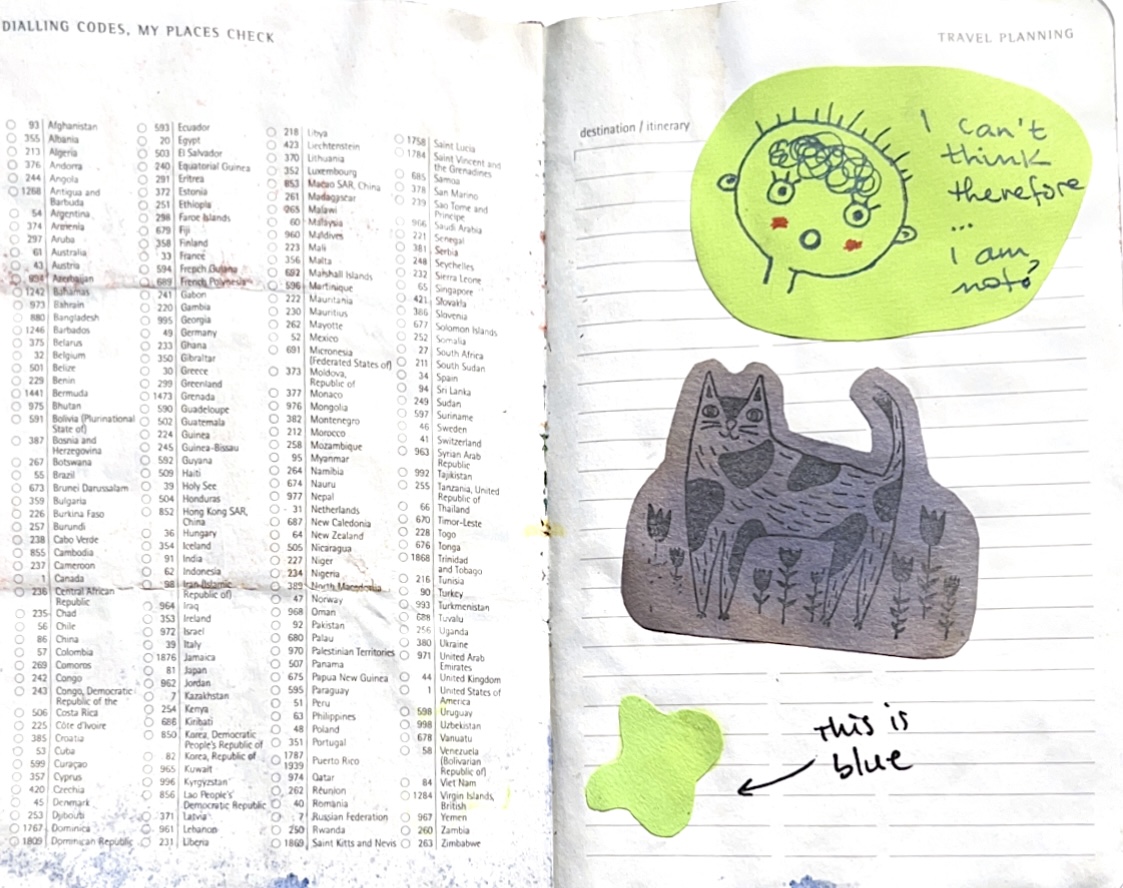 DIALLING CODES, MY PLACES CHECK
93 Afghanistan
355 Albania
213 Algeria
376 Andorra
244 Angola
1268 Antigua and
Barbuda
54 Argentina
374 Armenia
297 Aruba
61 Australia
43 Austria
994 Azerbaijan
1242 Bahamas
973 Bahrain
880 Bangladesh
1246 Barbados
375 Belarus
32 Belgium
501 Belize
229 Benin
1441 Bermuda
975 Bhutan
591 Bolivia (Plurinational
State of)
387 Bosnia and
Herzegovina
267 Botswana
55 Brazil
673 Brunei Darussalam
359 Bulgaria
226 Burkina Faso
257 Burundi
238 Cabo Verde
855 Cambodia
237 Cameroon
1 Canada
236 Central African
Republic
235 Chad
56 Chile
86 China
57 Colombia
269 Comoros
242 Congo
243 Congo, Democratic
Republic of the
506 Costa Rica
225 Côte d'Ivoire
385 Croatia
53 Cuba
599 Curaçao
357 Cyprus
420 Czechia
45 Denmark
253 Djibouti
1767 Dominica
1809 Dominican Republic
593 Ecuador
20 Egypt
503 El Salvador
240 Equatorial Guinea
291 Eritrea
372 Estonia
251 Ethiopia
298 Faroe Islands
679 Fiji
358 Finland
33 France
594 French Guiana
689 French Polynesia
241 Gabon
220 Gambia
995 Georgia
49 Germany
233 Ghana
350 Gibraltar
30 Greece
299 Greenland
1473 Grenada
590 Guadeloupe
502 Guatemala
224 Guinea
245 Guinea-Bissau
592 Guyana
509 Haiti
39 Holy See
504 Honduras
852 Hong Kong SAR,
China
36 Hungary
354 Iceland
91 India
62 Indonesia
98 Iran (Islamic
Republic of)
964 Iraq
353 Ireland
972 Israel
39 Italy
1876 Jamaica
81 Japan
962 Jordan
7 Kazakhstan
254 Kenya
686 Kiribati
850 Korea, Democratic
People's Republic of
82 Korea, Republic of
965 Kuwait
996 Kyrgyzstan
856 Lao People's
Democratic Republic
371 Latvia
961 Lebanon
231 Liberia
218 Libya
423 Liechtenstein
370 Lithuania
352 Luxembourg
853 Macao SAR, China
261 Madagascar
265 Malawi
60 Malaysia
960 Maldives
223 Mali
356 Malta
692 Marshall Islands
596 Martinique
222 Mauritania
230 Mauritius
262 Mayotte
52 Mexico
691 Micronesia
(Federated States of)
373 Moldova,
Republic of
377 Monaco
976 Mongolia
382 Montenegro
212 Morocco
258 Mozambique
95 Myanmar
264 Namibia
674 Nauru
977 Nepal
31 Netherlands
687 New Caledonia
64 New Zealand
505 Nicaragua
227 Niger
234 Nigeria
389 North Macedonia
47 Norway
968 Oman
92 Pakistan
680 Palau
970 Palestinian Territories
507 Panama
675 Papua New Guinea
595 Paraguay
51 Peru
63 Philippines
48 Poland
351 Portugal
1787
1939 Puerto Rico
974 Qatar
262 Réunion
40 Romania
7 Russian Federation
250 Rwanda
1869 Saint Kitts and Nevis
1758 Saint Lucia
1784 Saint Vincent and
the Grenadines
685 Samoa
378 San Marino
239 Sao Tome and
Principe
966 Saudi Arabia
221 Senegal
381 Serbia
248 Seychelles
232 Sierra Leone
65 Singapore
421 Slovakia
386 Slovenia
677 Solomon Islands
252 Somalia
27 South Africa
211 South Sudan
34 Spain
94 Sri Lanka
249 Sudan
597 Suriname
46 Sweden
41 Switzerland
963 Syrian Arab
Republic
992 Tajikistan
255 Tanzania, United
Republic of
66 Thailand
670 Timor-Leste
228 Togo
676 Tonga
1868 Trinidad
and Tobago
216 Tunisia
90 Turkey
993 Turkmenistan
688 Tuvalu
256 Uganda
380 Ukraine
971 United Arab
Emirates
44 United Kingdom
1 United States of
America
598 Uruguay
998 Uzbekistan
678 Vanuatu
58 Venezuela
(Bolivarian
Republic of)
84 Viet Nam
1284 Virgin Islands,
British
967 Yemen
260 Zambia
263 Zimbabwe
TRAVEL PLANNING
destination / itinerary
I can't
think
therefore
...
i am
not?
This is
blue